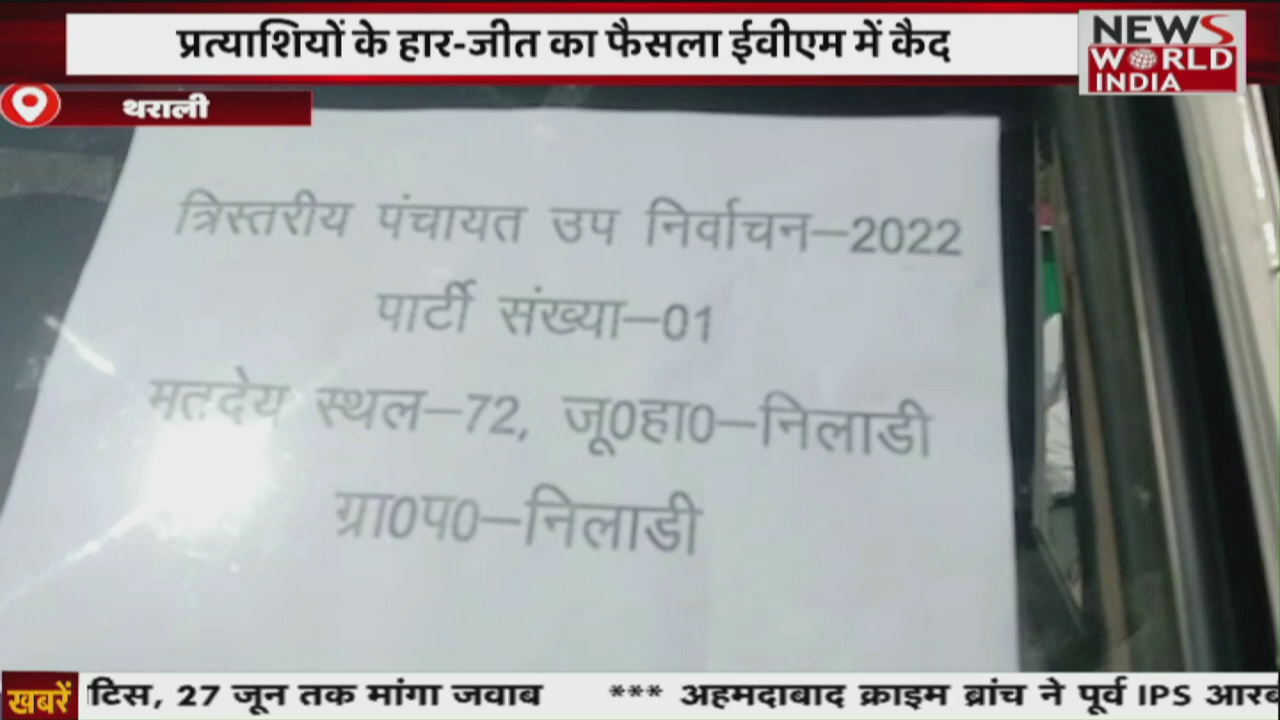 प्रत्याशियों के हार-जीत का फैसला ईवीएम में कैद
NEWS
WORLD
INDIA
थराली
त्रिस्तरीय पंचायत उप निर्वाचन–2022
पार्टी संख्या–01
मतदेय स्थल–72, जू0हा0–निलाडी
ग्रा0प0–निलाडी
खबरें
टिस, 27 जून तक मांगा जवाब *** अहमदाबाद क्राइम ब्रांच ने पूर्व IPS आरब